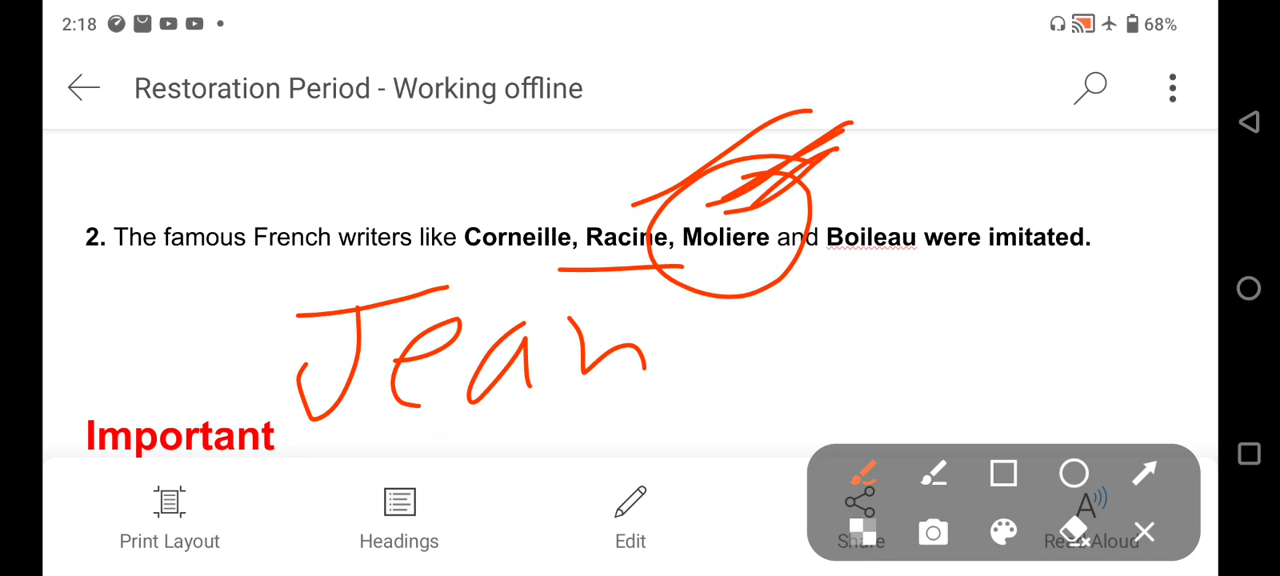 2:18
68%
Restoration Period - Working offline
2. The famous French writers like Corneille, Racine, Moliere and Boileau were imitated.
Jean
Important
Print Layout
Headings
Edit
Share
Read Aloud